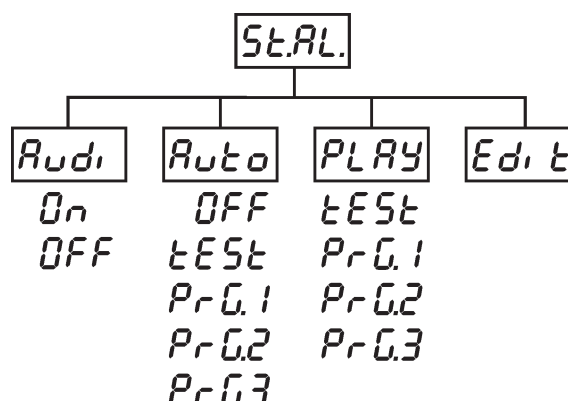 St.AL.
Audi Auto PLAY Edit
On OFF tESt
OFF tESt PrG.1
PrG.1 PrG.2
PrG.2 PrG.3
PrG.3